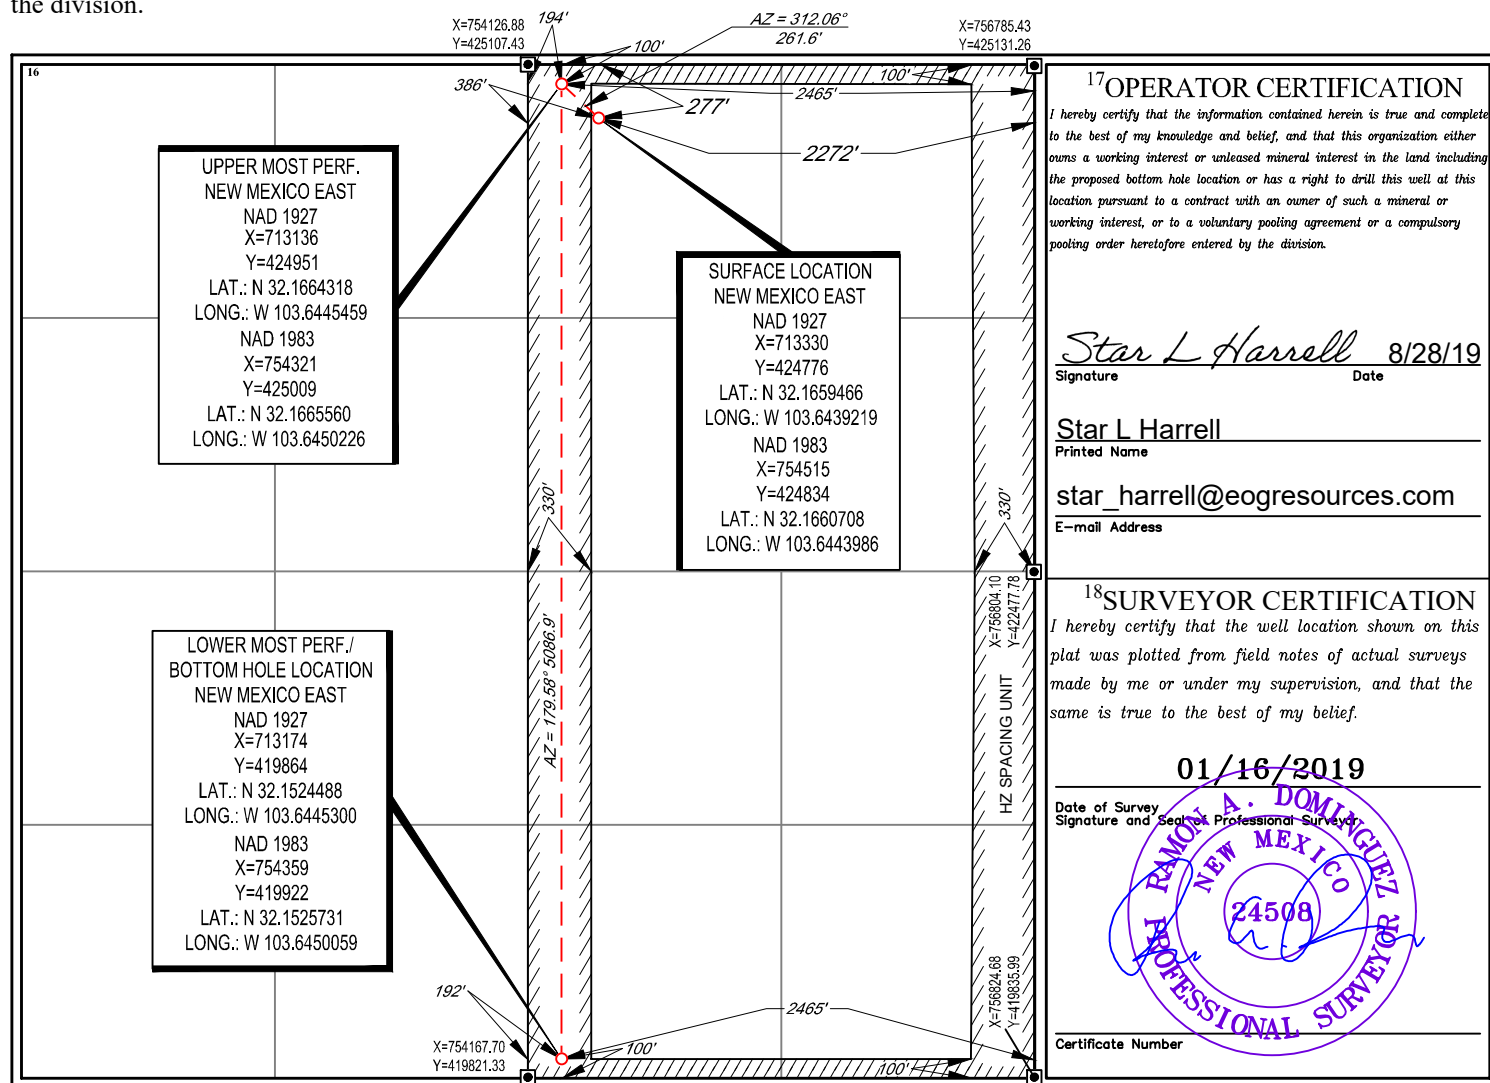 the division.
16
X=754126.88
Y=425107.43
194'
AZ = 312.06°
261.6'
X=756785.43
Y=425131.26
100'
100'
386'
277'
2465'
2272'
UPPER MOST PERF.
NEW MEXICO EAST
NAD 1927
X=713136
Y=424951
LAT.: N 32.1664318
LONG.: W 103.6445459
NAD 1983
X=754321
Y=425009
LAT.: N 32.1665560
LONG.: W 103.6450226
SURFACE LOCATION
NEW MEXICO EAST
NAD 1927
X=713330
Y=424776
LAT.: N 32.1659466
LONG.: W 103.6439219
NAD 1983
X=754515
Y=424834
LAT.: N 32.1660708
LONG.: W 103.6443986
330'
330'
X=756804.10
Y=422477.78
AZ = 179.58° 5086.9'
HZ SPACING UNIT
LOWER MOST PERF./
BOTTOM HOLE LOCATION
NEW MEXICO EAST
NAD 1927
X=713174
Y=419864
LAT.: N 32.1524488
LONG.: W 103.6445300
NAD 1983
X=754359
Y=419922
LAT.: N 32.1525731
LONG.: W 103.6450059
192'
2465'
X=756824.68
Y=419835.99
X=754167.70
Y=419821.33
100'
100'
17OPERATOR CERTIFICATION
I hereby certify that the information contained herein is true and complete
to the best of my knowledge and belief, and that this organization either
owns a working interest or unleased mineral interest in the land including
the proposed bottom hole location or has a right to drill this well at this
location pursuant to a contract with an owner of such a mineral or
working interest, or to a voluntary pooling agreement or a compulsory
pooling order heretofore entered by the division.
Star L Harrell 8/28/19
Signature Date
Star L Harrell
Printed Name
star_harrell@eogresources.com
E-mail Address
18SURVEYOR CERTIFICATION
I hereby certify that the well location shown on this
plat was plotted from field notes of actual surveys
made by me or under my supervision, and that the
same is true to the best of my belief.
01/16/2019
Date of Survey
Signature and Seal of Professional Surveyor:
RAMON A. DOMINGUEZ
NEW MEXICO
24508
PROFESSIONAL SURVEYOR
Certificate Number